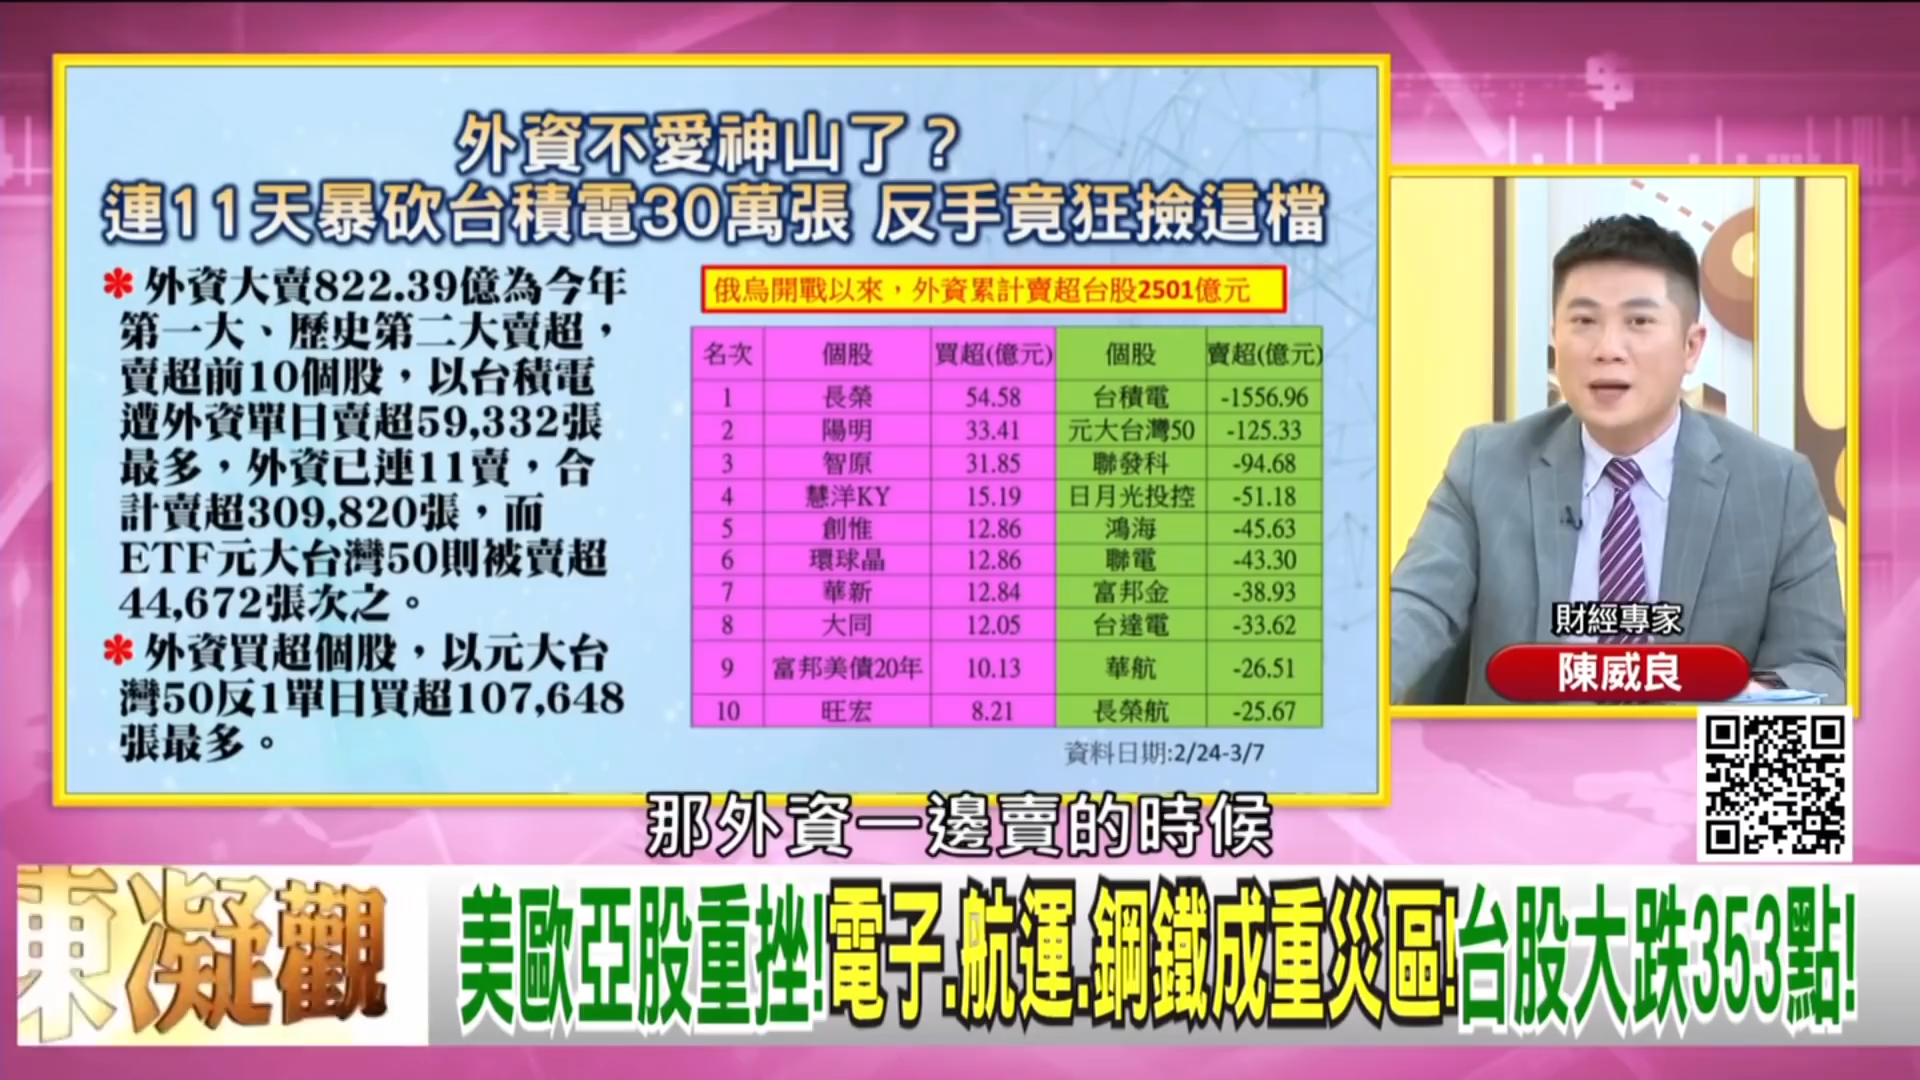 外資不愛神山了？
連11天暴砍台積電30萬張 反手竟狂撿這檔
* 外資大賣822.39億為今年
第一大、歷史第二大賣超，
賣超前10個股，以台積電
遭外資單日賣超59,332張
最多，外資已連11賣，合
計賣超309,820張，而
ETF元大台灣50則被賣超
44,672張次之。
* 外資買超個股，以元大台
灣50反1單日買超107,648
張最多。
俄烏開戰以來，外資累計賣超台股2501億元
名次 個股 買超(億元) 個股 賣超(億元)
1 長榮 54.58 台積電 -1556.96
2 陽明 33.41 元大台灣50 -125.33
3 智原 31.85 聯發科 -94.68
4 慧洋KY 15.19 日月光投控 -51.18
5 創惟 12.86 鴻海 -45.63
6 環球晶 12.86 聯電 -43.30
7 華新 12.84 富邦金 -38.93
8 大同 12.05 台達電 -33.62
9 富邦美債20年 10.13 華航 -26.51
10 旺宏 8.21 長榮航 -25.67
資料日期:2/24-3/7
財經專家
陳威良
那外資一邊賣的時候
東凝觀
美歐亞股重挫!電子.航運.鋼鐵成重災區!台股大跌353點!